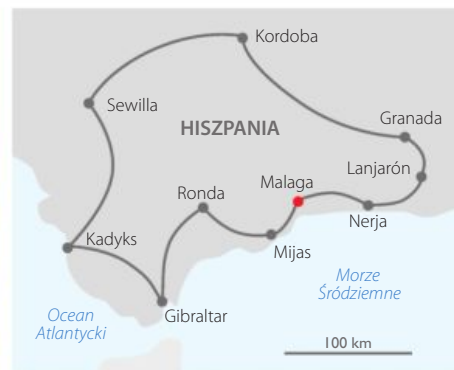 Kordoba
Sewilla
HISZPANIA
Granada
Lanjarón
Malaga
Ronda
Nerja
Kadyks
Mijas
Morze
Śródziemne
Ocean
Atlantycki
Gibraltar
100 km